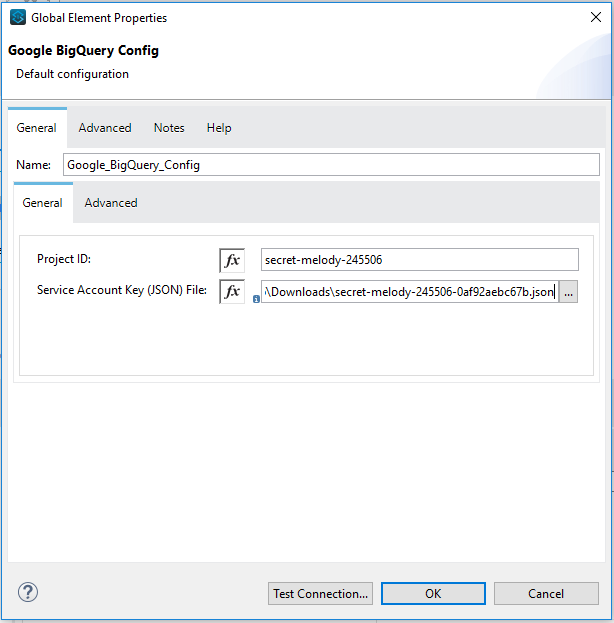 Global Element Properties
Google BigQuery Config
Default configuration
General Advanced Notes Help
Name: Google_BigQuery_Config
General Advanced
Project ID: fx secret-melody-245506
Service Account Key (JSON) File: fx i \Downloads\secret-melody-245506-0af92aebc67b.json ...
? Test Connection... OK Cancel